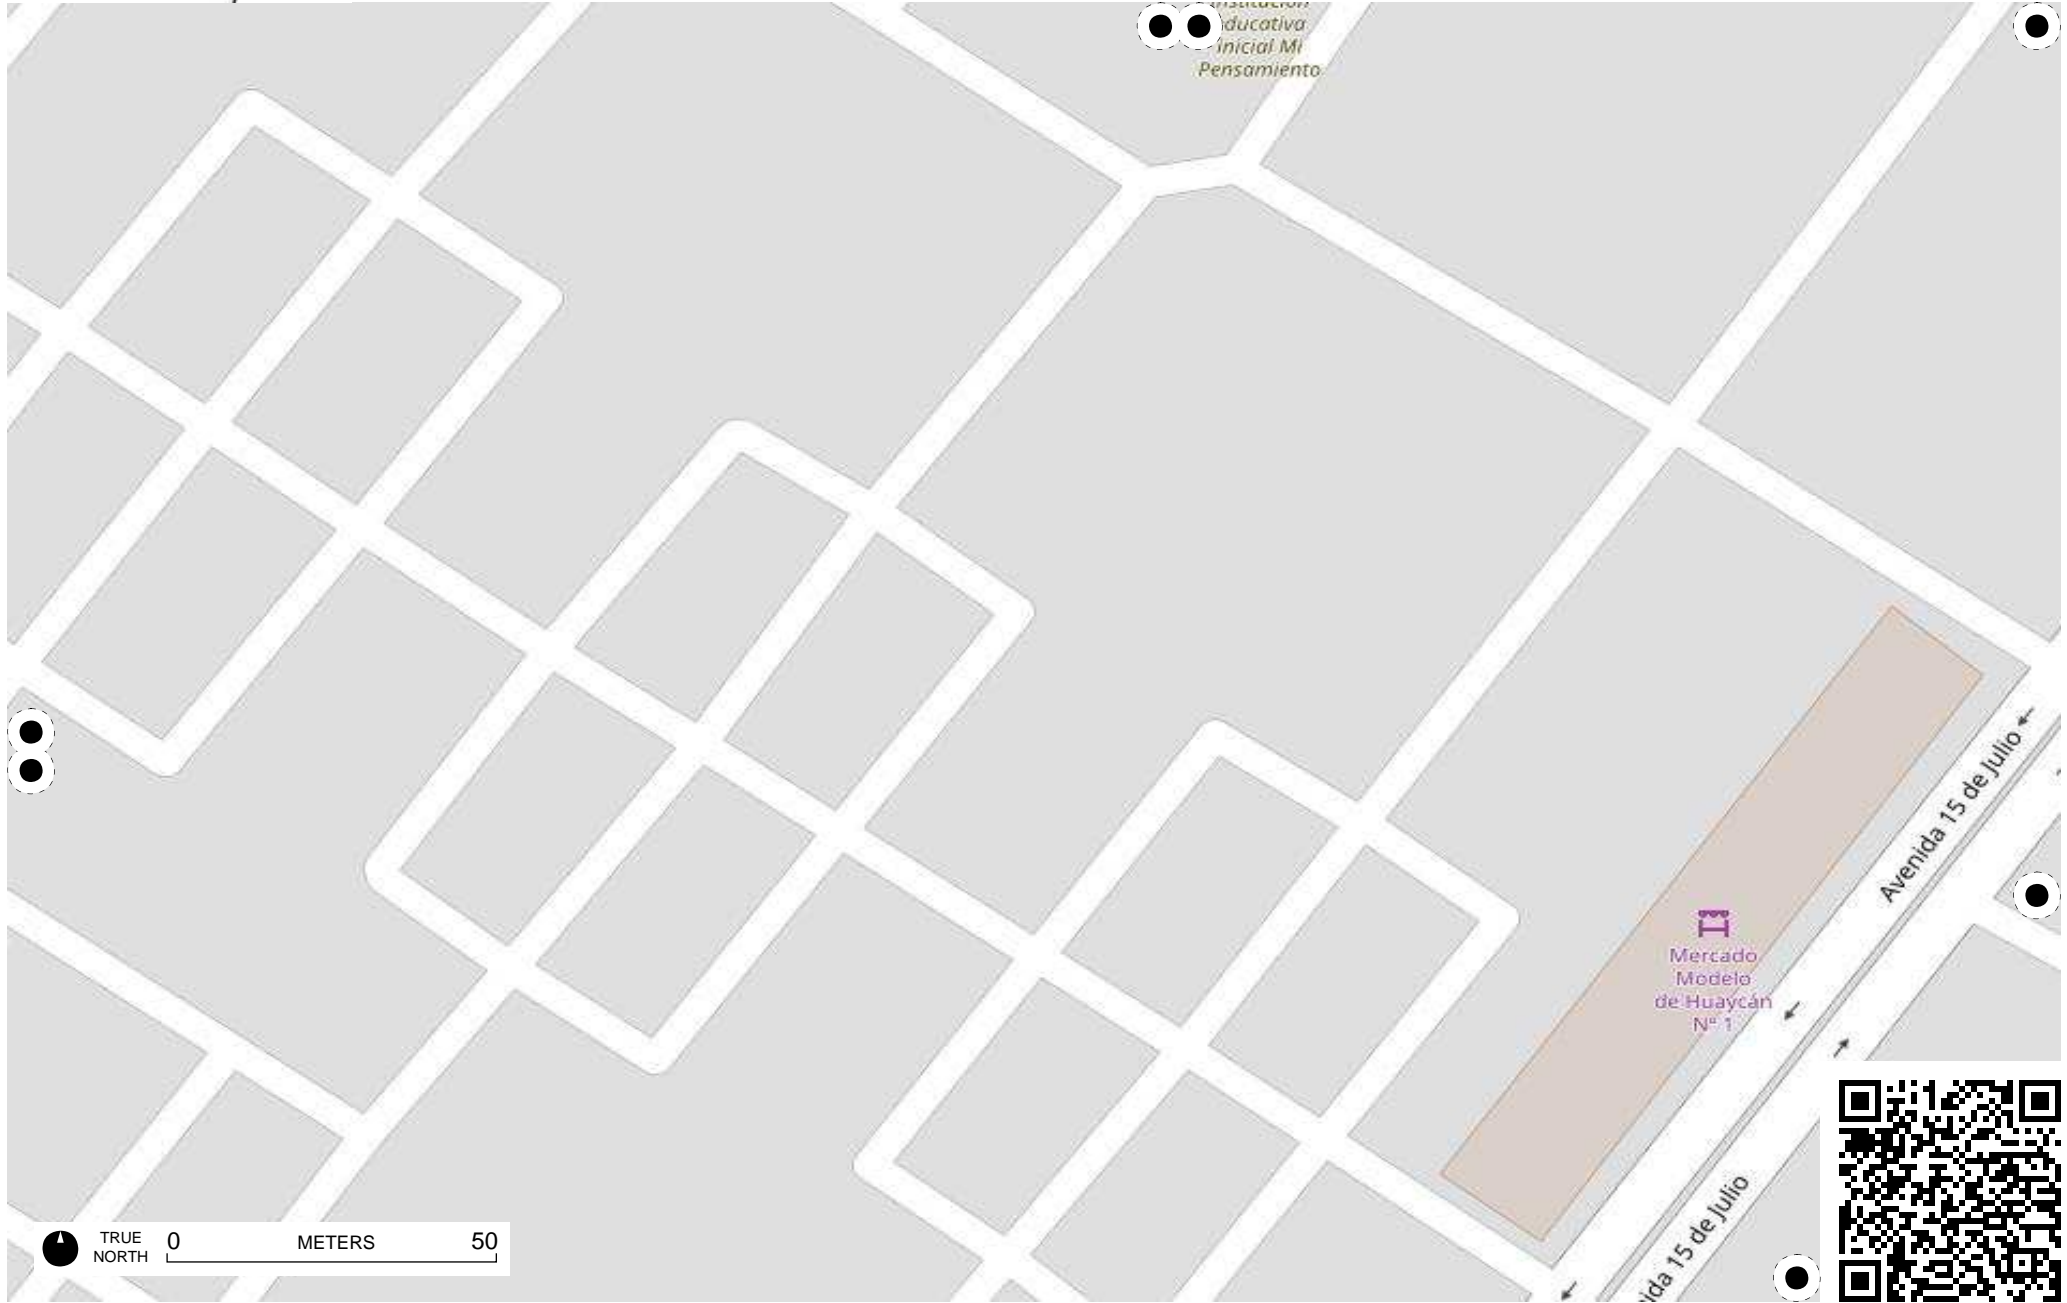 Institución
educativa
inicial Mi
Pensamiento
Avenida 15 de Julio
Mercado
Modelo
de Huaycán
N° 1
15 de Julio
TRUE
NORTH
0 METERS 50